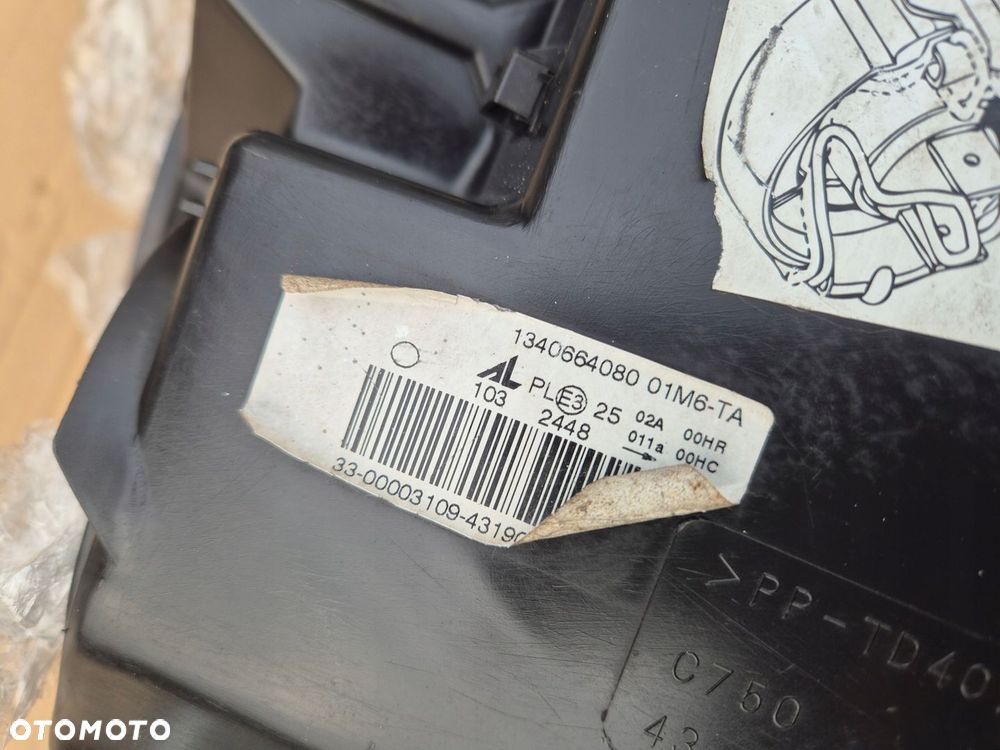 1340664080 01M6-TA
AL PL E3 25 02A 00HR
103 2448 011a 00HC
33-00003109-4319
>PP-TD40
C750
43
OTOMOTO